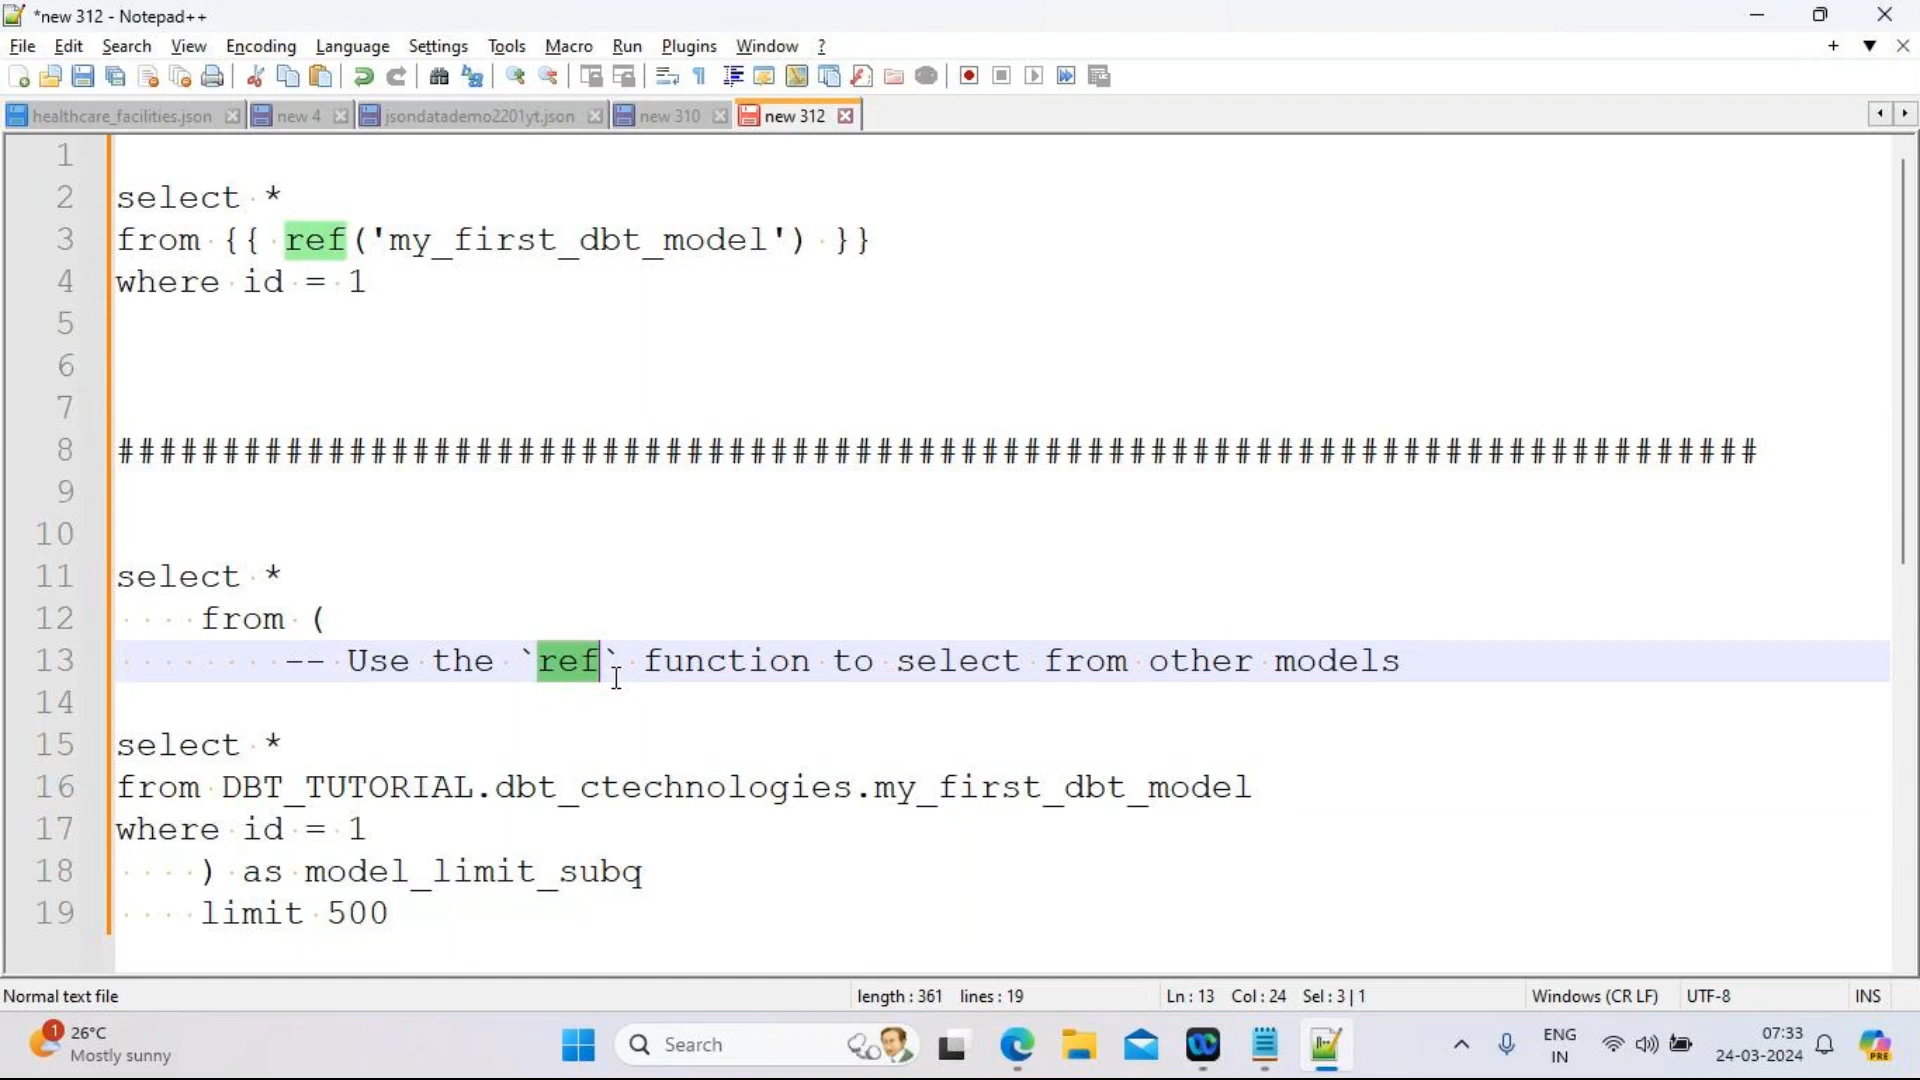 *new 312 - Notepad++
File Edit Search View Encoding Language Settings Tools Macro Run Plugins Window ?
healthcare_facilities.json new 4 jsondatademo2201yt.json new 310 new 312
1
2 select *
3 from {{ ref('my_first_dbt_model') }}
4 where id = 1
5
6
7
8 ###############################################################################
9
10
11 select *
12 from (
13 -- Use the `ref` function to select from other models
14
15 select *
16 from DBT_TUTORIAL.dbt_ctechnologies.my_first_dbt_model
17 where id = 1
18 ) as model_limit_subq
19 limit 500
Normal text file length : 361 lines : 19 Ln : 13 Col : 24 Sel : 3 | 1 Windows (CR LF) UTF-8 INS
1 26°C
Mostly sunny
Search
ENG
IN
07:33
24-03-2024
PRE